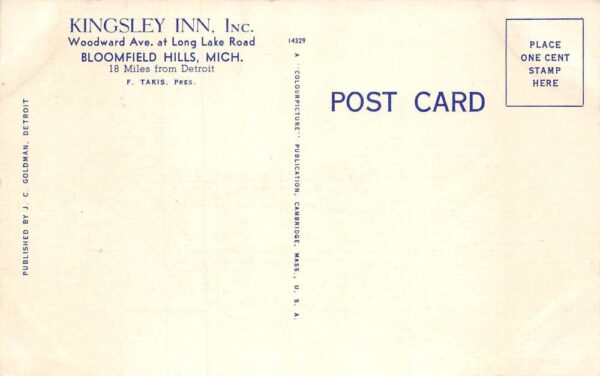 KINGSLEY INN, Inc.
Woodward Ave. at Long Lake Road
BLOOMFIELD HILLS, MICH.
18 Miles from Detroit
F. TAKIS, PRES.
PUBLISHED BY J. C. GOLDMAN, DETROIT
14329
A "COLOURPICTURE" PUBLICATION, CAMBRIDGE, MASS., U. S. A.
POST CARD
PLACE
ONE CENT
STAMP
HERE